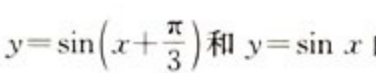 y=sin(x+π/3)和 y=sin x